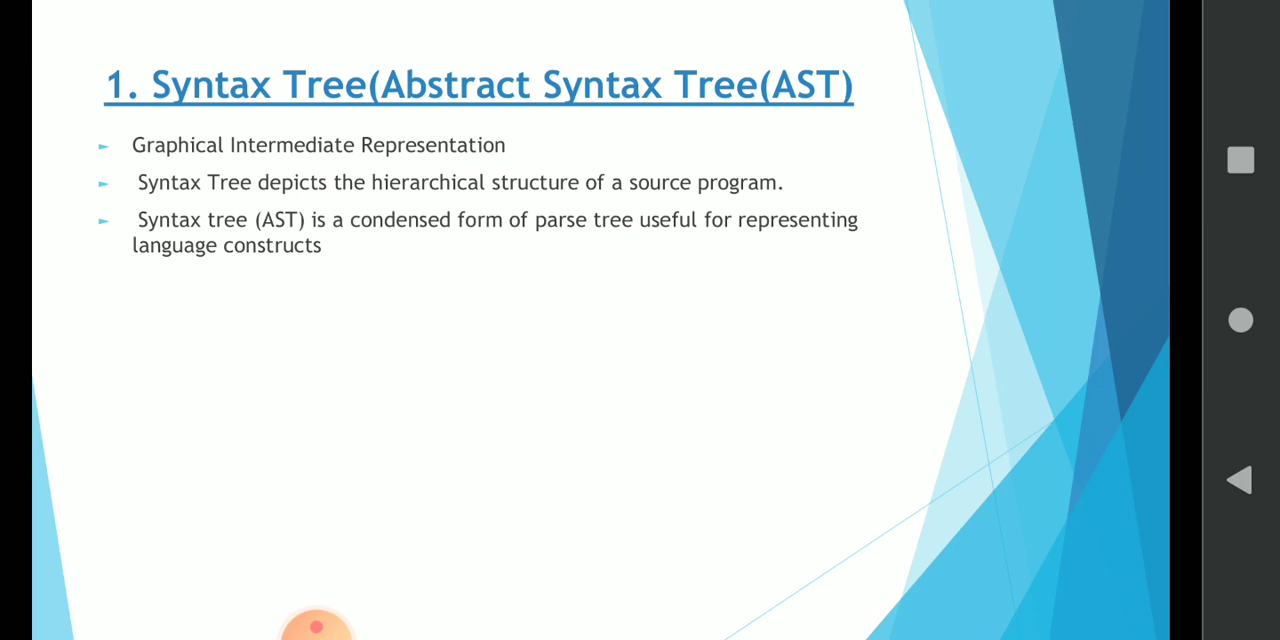 1. Syntax Tree(Abstract Syntax Tree(AST)
Graphical Intermediate Representation
Syntax Tree depicts the hierarchical structure of a source program.
Syntax tree (AST) is a condensed form of parse tree useful for representing
language constructs